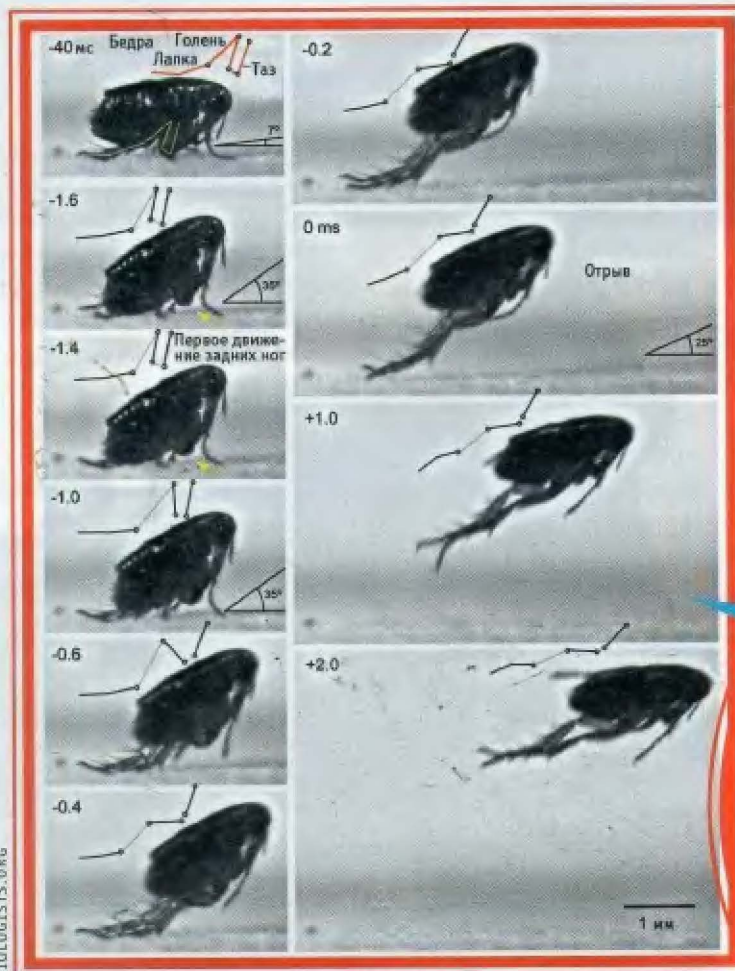 -40 мс
Бедра
Голень
Лапка
Таз
7°
-1.6
35°
-1.4
Первое движе-
ние задних ног
-1.0
35°
-0.6
-0.4
-0.2
0 ms
Отрыв
25°
+1.0
+2.0
1 мм